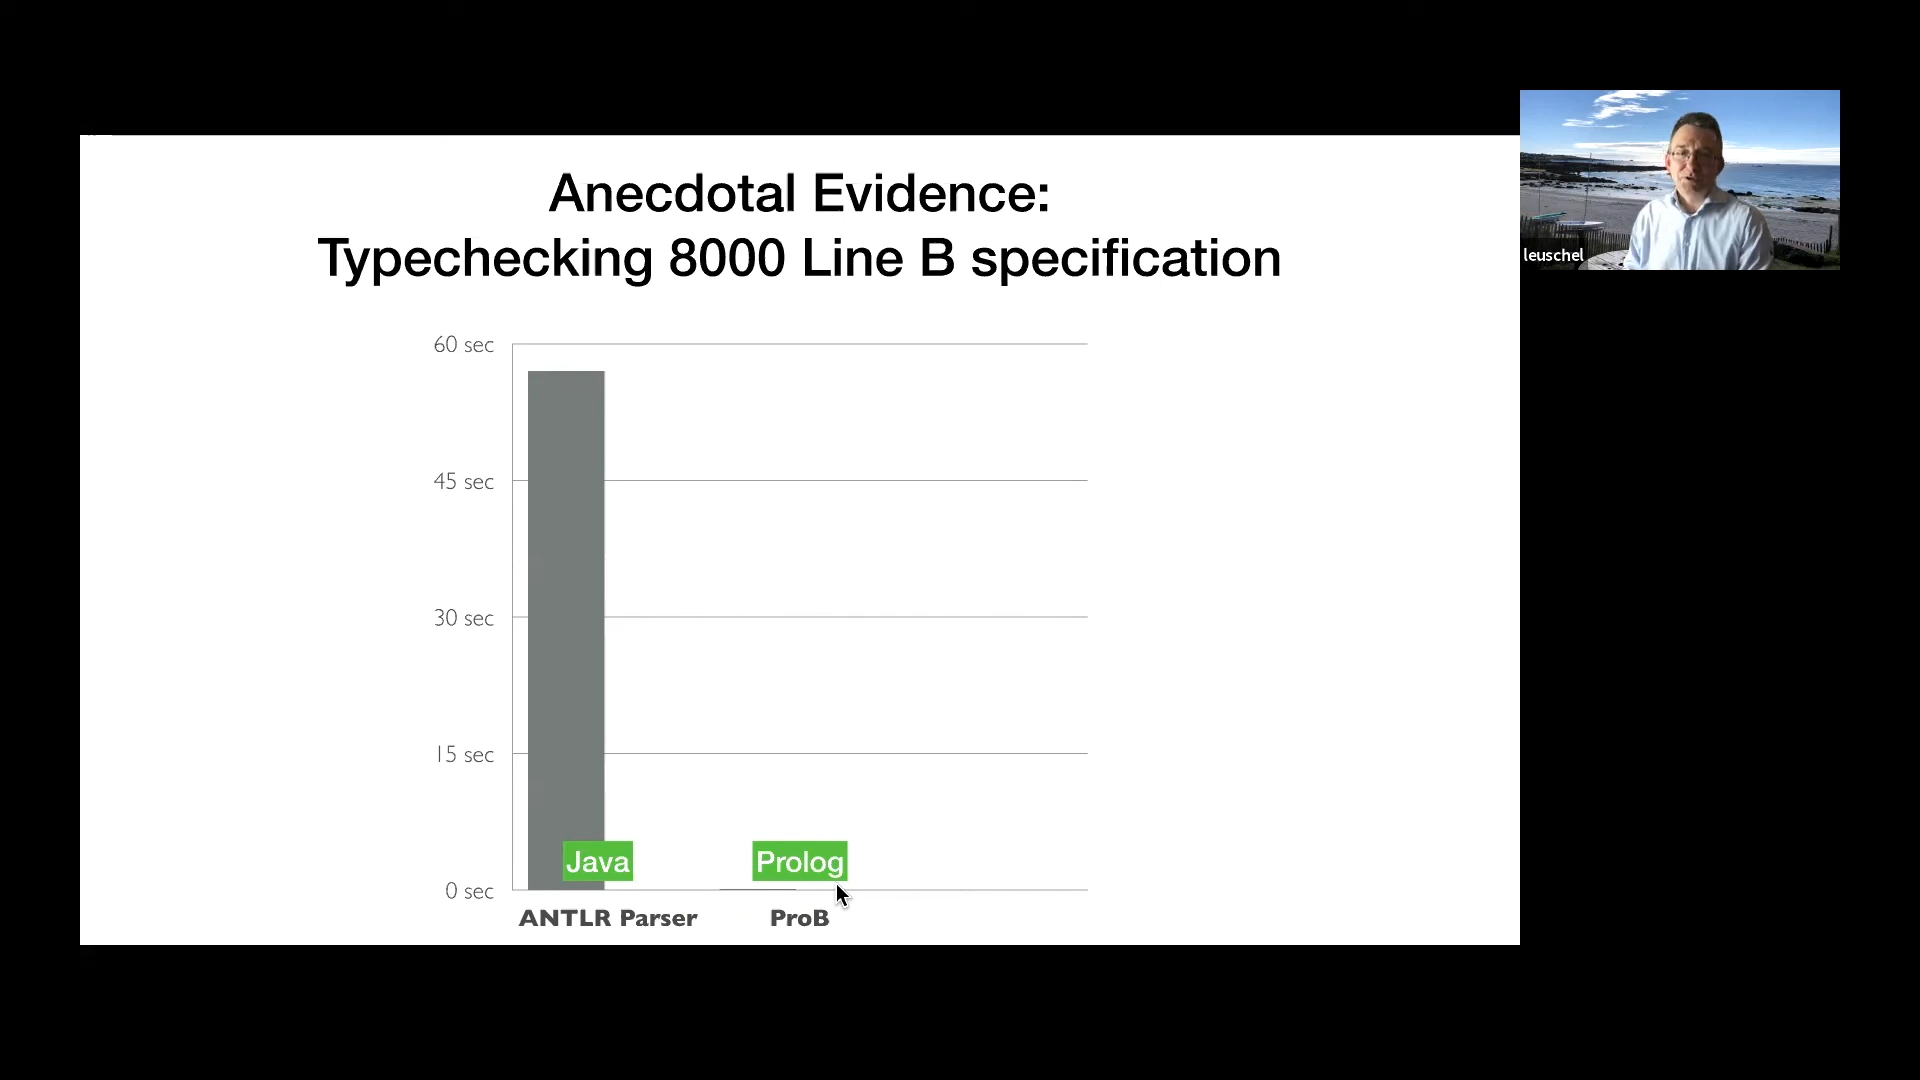 Anecdotal Evidence:
Typechecking 8000 Line B specification
leuschel
60 sec
45 sec
30 sec
15 sec
0 sec
Java
Prolog
ANTLR Parser
ProB